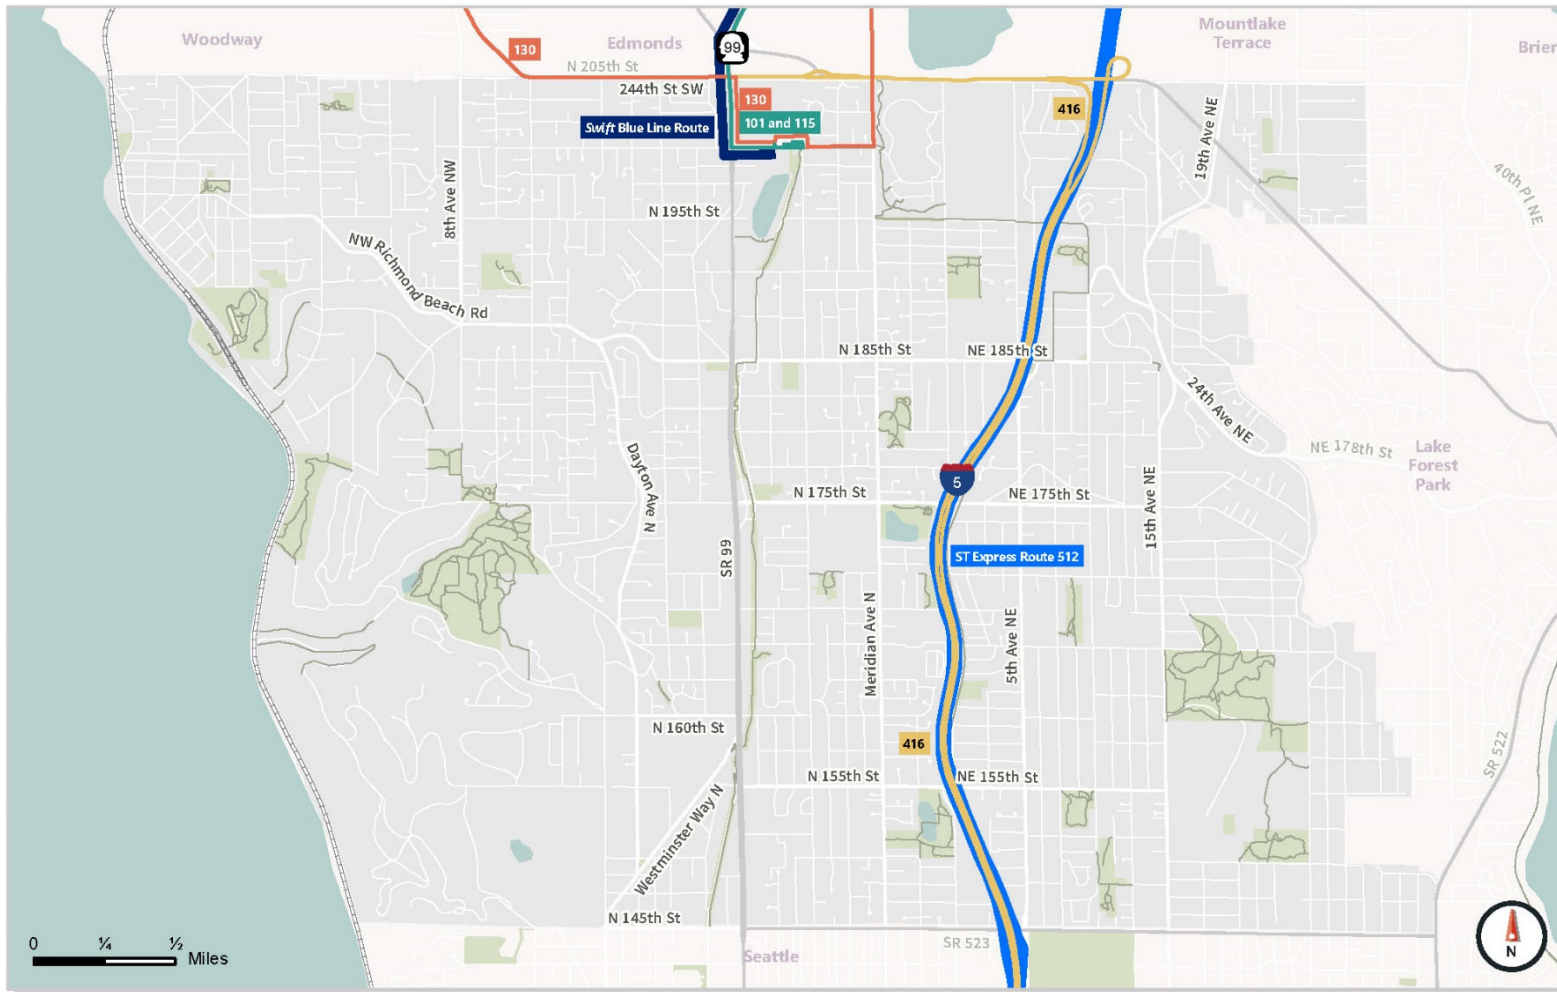 Woodway
Edmonds
Mountlake
Terrace
Brier
130
99
N 205th St
244th St SW
130
416
101 and 115
Swift Blue Line Route
19th Ave NE
40th Pl NE
8th Ave NW
N 195th St
NW Richmond Beach Rd
N 185th St
NE 185th St
24th Ave NE
Dayton Ave N
NE 178th St
Lake
Forest
Park
5
N 175th St
NE 175th St
15th Ave NE
SR 99
ST Express Route 512
Meridian Ave N
5th Ave NE
N 160th St
416
SR 522
N 155th St
NE 155th St
Westminster Way N
N 145th St
SR 523
Seattle
0 ¼ ½
Miles
N